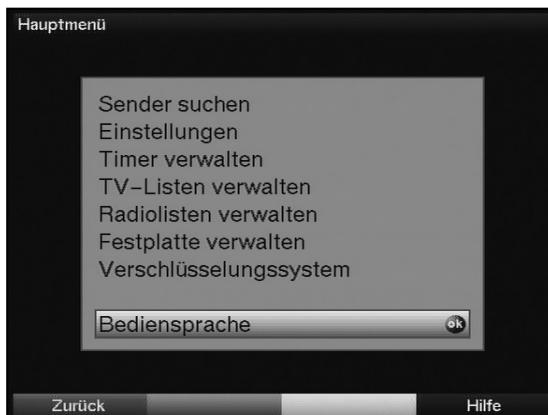 Hauptmenü
Sender suchen
Einstellungen
Timer verwalten
TV-Listen verwalten
Radiolisten verwalten
Festplatte verwalten
Verschlüsselungssystem
Bediensprache ok
Zurück Hilfe